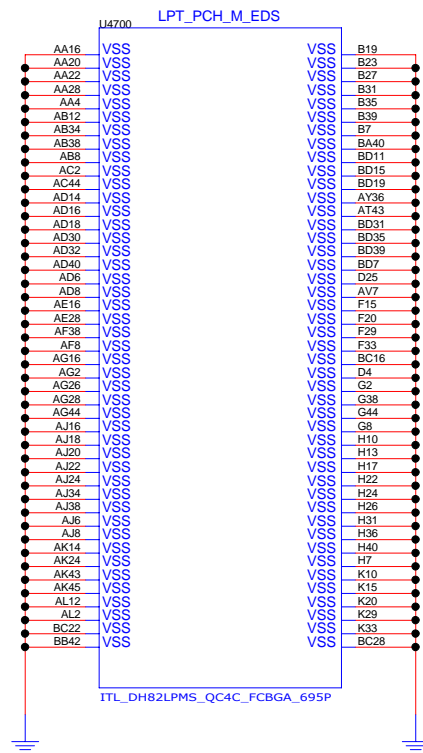 LPT_PCH_M_EDS
U4700
AA16 VSS VSS B19
AA20 VSS VSS B23
AA22 VSS VSS B27
AA28 VSS VSS B31
AA4 VSS VSS B35
AB12 VSS VSS B39
AB34 VSS VSS B7
AB38 VSS VSS BA40
AB8 VSS VSS BD11
AC2 VSS VSS BD15
AC44 VSS VSS BD19
AD14 VSS VSS AY36
AD16 VSS VSS AT43
AD18 VSS VSS BD31
AD30 VSS VSS BD35
AD32 VSS VSS BD39
AD40 VSS VSS BD7
AD6 VSS VSS D25
AD8 VSS VSS AV7
AE16 VSS VSS F15
AE28 VSS VSS F20
AF38 VSS VSS F29
AF8 VSS VSS F33
AG16 VSS VSS BC16
AG2 VSS VSS D4
AG26 VSS VSS G2
AG28 VSS VSS G38
AG44 VSS VSS G44
AJ16 VSS VSS G8
AJ18 VSS VSS H10
AJ20 VSS VSS H13
AJ22 VSS VSS H17
AJ24 VSS VSS H22
AJ34 VSS VSS H24
AJ38 VSS VSS H26
AJ6 VSS VSS H31
AJ8 VSS VSS H36
AK14 VSS VSS H40
AK24 VSS VSS H7
AK43 VSS VSS K10
AK45 VSS VSS K15
AL12 VSS VSS K20
AL2 VSS VSS K29
BC22 VSS VSS K33
BB42 VSS VSS BC28
ITL_DH82LPMS_QC4C_FCBGA_695P